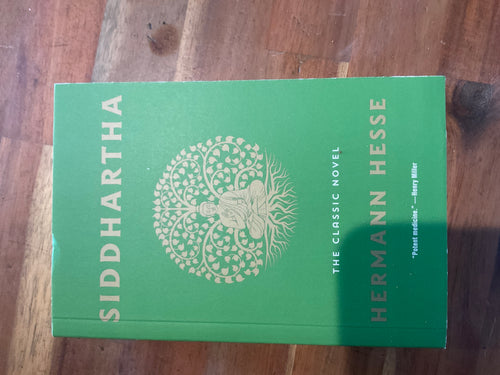 SIDDHARTHA
THE CLASSIC NOVEL
HERMANN HESSE
"Potent medicine." —Henry Miller